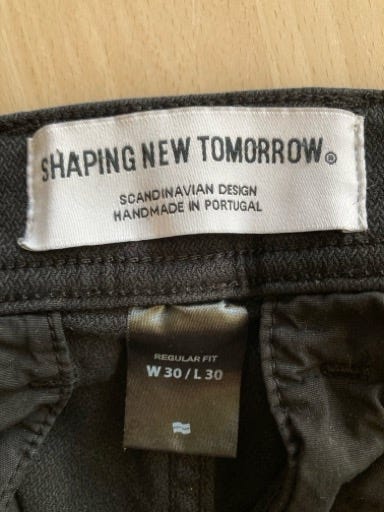 SHAPING NEW TOMORROW®
SCANDINAVIAN DESIGN
HANDMADE IN PORTUGAL
REGULAR FIT
W 30 / L 30